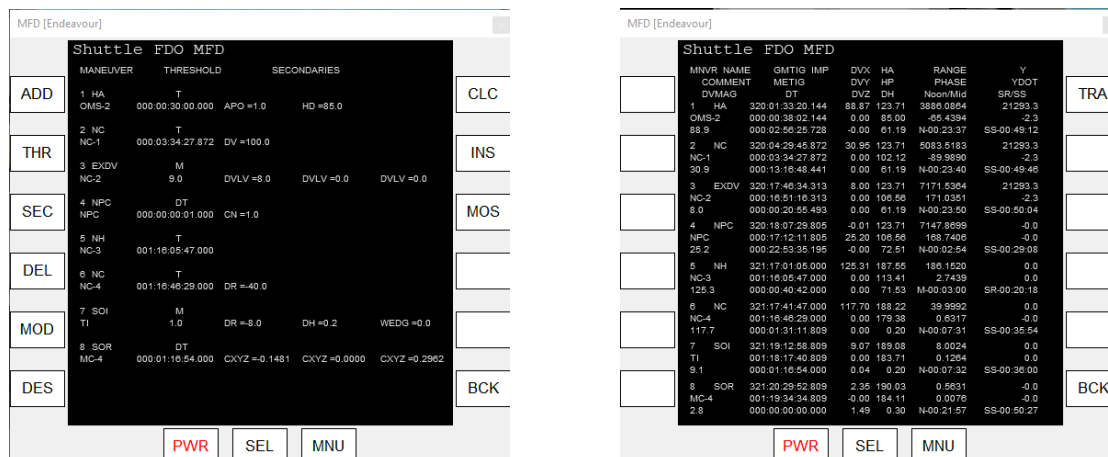 MFD [Endeavour]
Shuttle FDO MFD
MANEUVER THRESHOLD SECONDARIES
1 HA T
OMS-2 000:00:30:00.000 APO =1.0 HD =85.0
2 NC T
NC-1 000:03:34:27.872 DV =100.0
3 EXDV M
NC-2 9.0 DVLV =8.0 DVLV =0.0 DVLV =0.0
4 NPC DT
NPC 000:00:00:01.000 CN =1.0
5 NH T
NC-3 001:16:05:47.000
6 NC T
NC-4 001:16:46:29.000 DR =-40.0
7 SOI M
TI 1.0 DR =-8.0 DH =0.2 WEDG =0.0
8 SOR DT
MC-4 000:01:16:54.000 CXYZ =-0.1481 CXYZ =0.0000 CXYZ =0.2962
ADD
THR
SEC
DEL
MOD
DES
CLC
INS
MOS
BCK
PWR SEL MNU
MFD [Endeavour]
Shuttle FDO MFD
MNVR NAME GMTIG IMP DVX HA RANGE Y
COMMENT METIG DVY HP PHASE YDOT
DVMAG DT DVZ DH Noon/Mid SR/SS
1 HA 320:01:33:20.144 88.87 123.71 3886.0864 21293.3
OMS-2 000:00:38:02.144 0.00 85.00 -65.4394 -2.3
88.9 000:02:56:25.728 -0.00 61.19 N-00:23:37 SS-00:49:12
2 NC 320:04:29:45.872 30.95 123.71 5083.5183 21293.3
NC-1 000:03:34:27.872 0.00 102.12 -89.9890 -2.3
30.9 000:13:16:48.441 0.00 61.19 N-00:23:40 SS-00:49:46
3 EXDV 320:17:46:34.313 8.00 123.71 7171.5364 21293.3
NC-2 000:16:51:16.313 0.00 106.56 171.0351 -2.3
8.0 000:00:20:55.493 0.00 61.19 N-00:23:50 SS-00:50:04
4 NPC 320:18:07:29.805 -0.01 123.71 7147.8699 -0.0
NPC 000:17:12:11.805 25.20 106.56 168.7406 -0.0
25.2 000:22:53:35.195 -0.00 72.51 N-00:02:54 SS-00:29:08
5 NH 321:17:01:05.000 125.31 187.55 186.1520 0.0
NC-3 001:16:05:47.000 0.00 113.41 2.7439 0.0
125.3 000:00:40:42.000 0.00 71.53 M-00:03:00 SR-00:20:18
6 NC 321:17:41:47.000 117.70 188.22 39.9992 0.0
NC-4 001:16:46:29.000 0.00 179.38 0.6317 -0.0
117.7 000:01:31:11.809 0.00 0.20 N-00:07:31 SS-00:35:54
7 SOI 321:19:12:58.809 9.07 189.08 8.0024 0.0
TI 001:18:17:40.809 0.00 183.71 0.1264 0.0
9.1 000:01:16:54.000 0.04 0.20 N-00:07:32 SS-00:36:00
8 SOR 321:20:29:52.809 2.35 190.03 0.5631 -0.0
MC-4 001:19:34:34.809 -0.00 184.11 0.0076 -0.0
2.8 000:00:00:00.000 1.49 0.30 N-00:21:57 SS-00:50:27
TRA
BCK
PWR SEL MNU